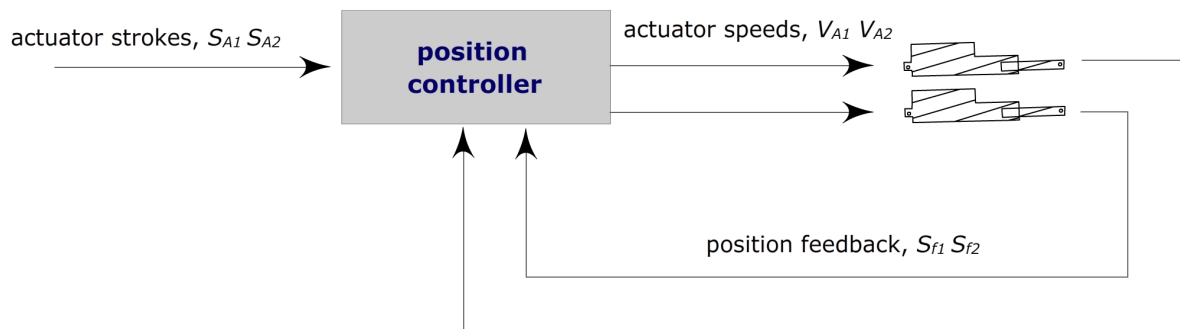 actuator strokes, SA1 SA2
position
controller
actuator speeds, VA1 VA2
position feedback, Sf1 Sf2